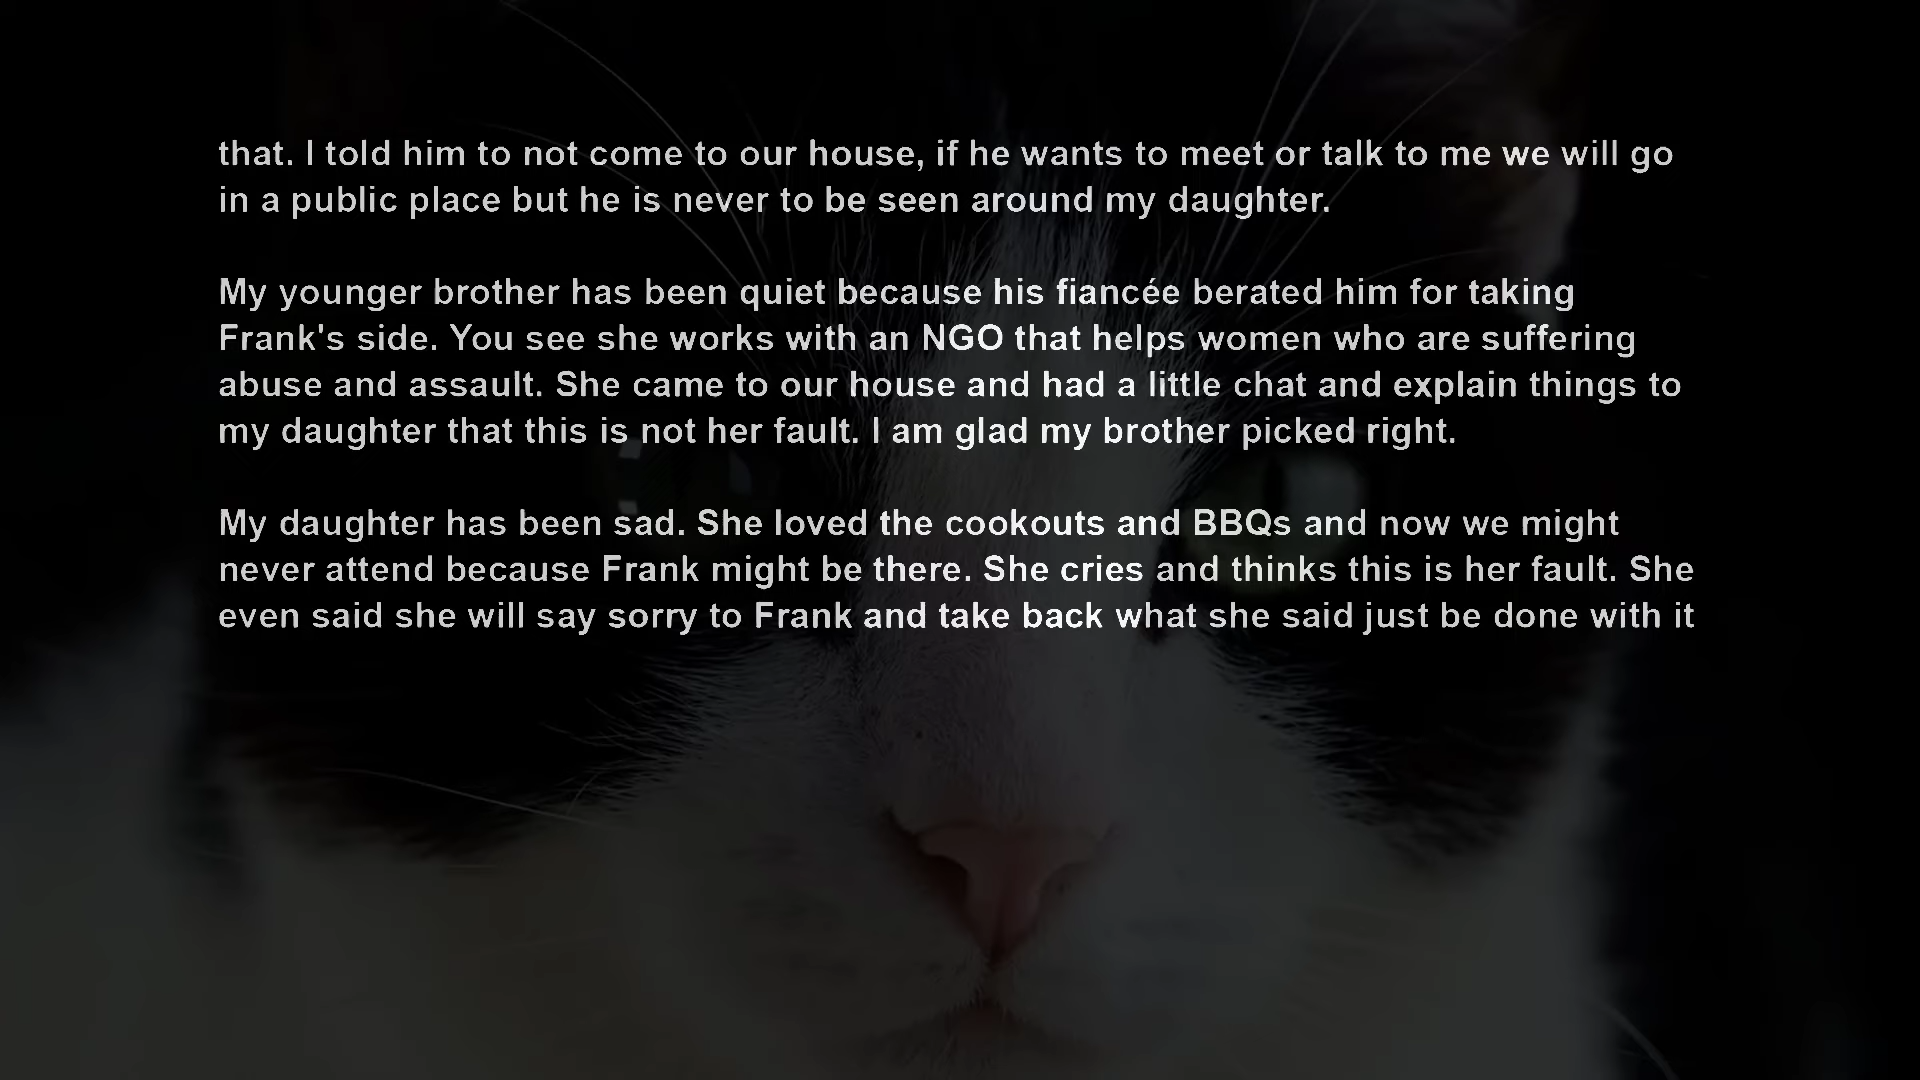 that. I told him to not come to our house, if he wants to meet or talk to me we will go
in a public place but he is never to be seen around my daughter.
My younger brother has been quiet because his fiancée berated him for taking
Frank's side. You see she works with an NGO that helps women who are suffering
abuse and assault. She came to our house and had a little chat and explain things to
my daughter that this is not her fault. I am glad my brother picked right.
My daughter has been sad. She loved the cookouts and BBQs and now we might
never attend because Frank might be there. She cries and thinks this is her fault. She
even said she will say sorry to Frank and take back what she said just be done with it